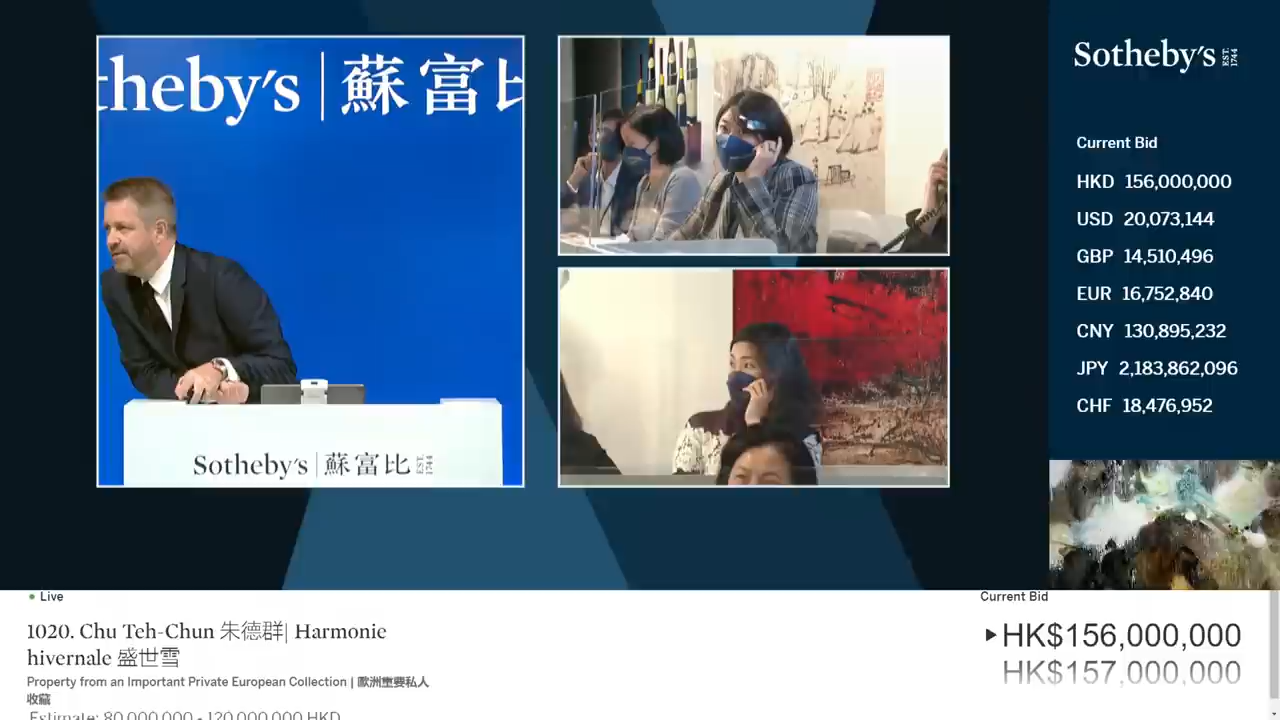 theby's | 蘇富比
Sotheby's | 蘇富比 EST. 1744
Sotheby's EST. 1744
Current Bid
HKD 156,000,000
USD 20,073,144
GBP 14,510,496
EUR 16,752,840
CNY 130,895,232
JPY 2,183,862,096
CHF 18,476,952
Live
1020. Chu Teh-Chun 朱德群| Harmonie
hivernale 盛世雪
Property from an Important Private European Collection | 歐洲重要私人
收藏
Estimate: 80,000,000 - 120,000,000 HKD
Current Bid
HK$156,000,000
HK$157,000,000